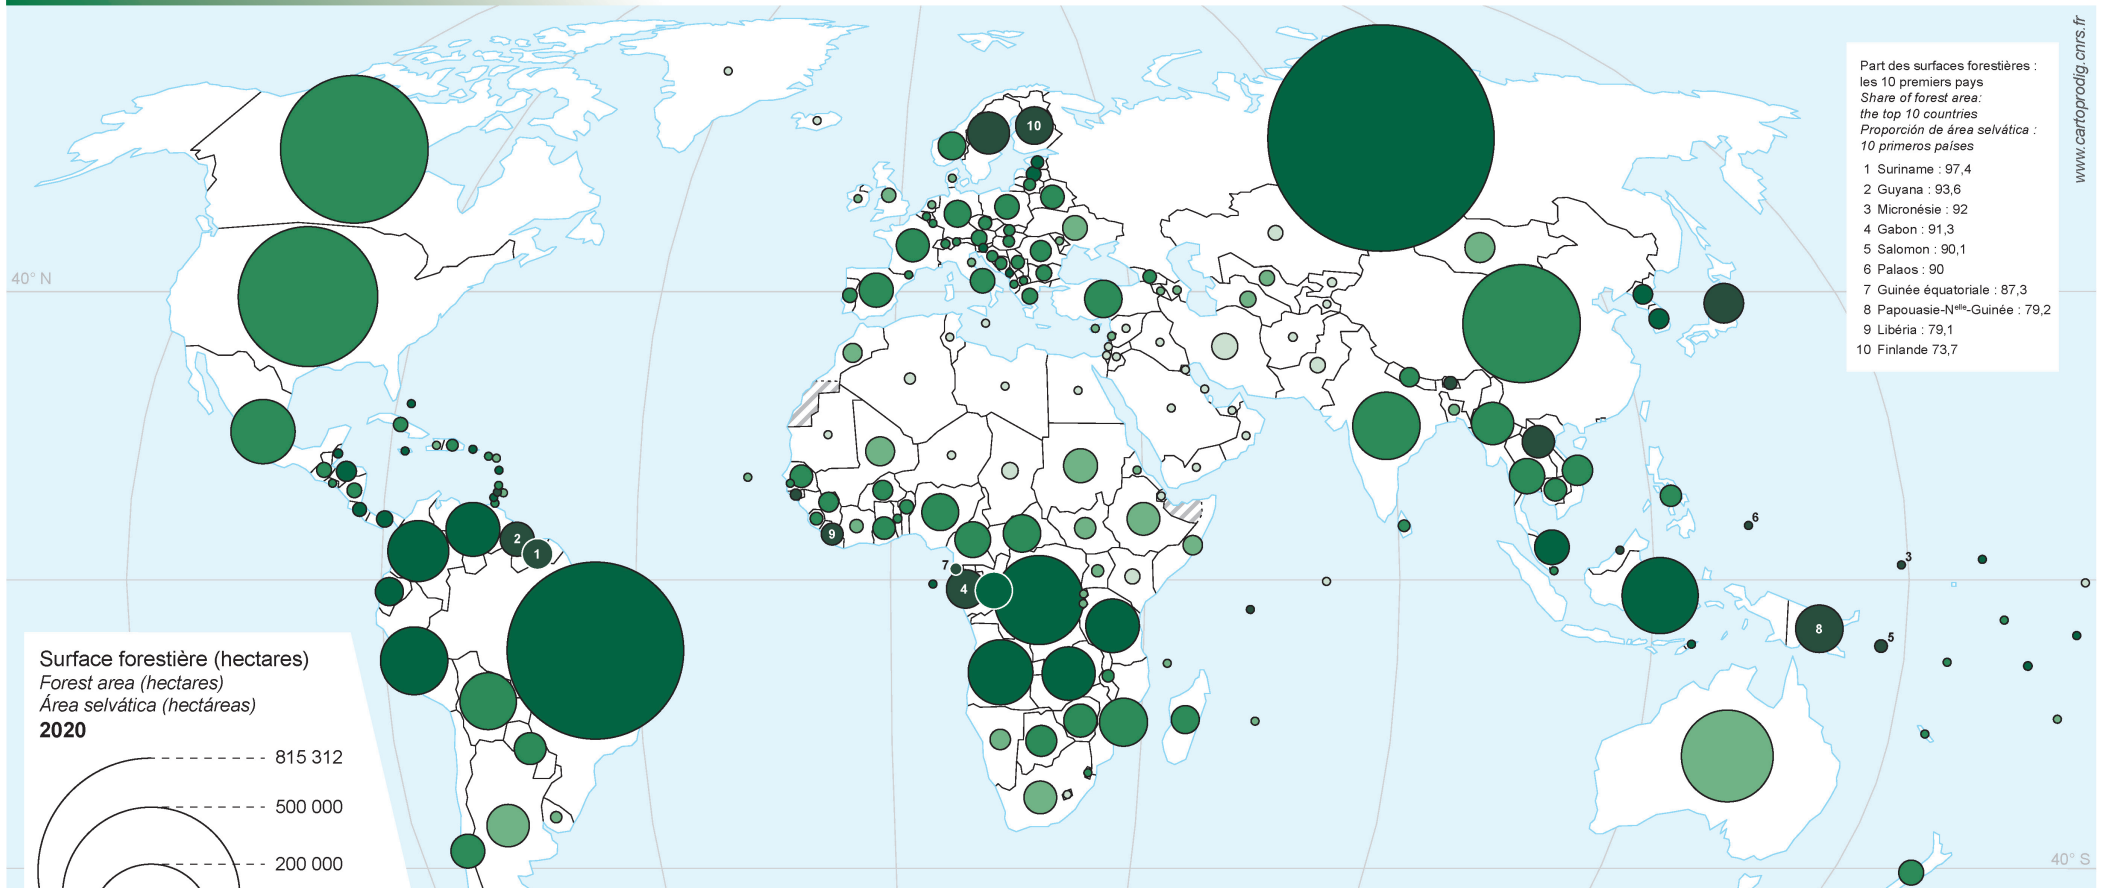 www.cartoprodig.cnrs.fr
Part des surfaces forestières :
les 10 premiers pays
Share of forest area:
the top 10 countries
Proporción de área selvática :
10 primeros países
1 Suriname : 97,4
2 Guyana : 93,6
3 Micronésie : 92
4 Gabon : 91,3
5 Salomon : 90,1
6 Palaos : 90
7 Guinée équatoriale : 87,3
8 Papouasie-Nelle-Guinée : 79,2
9 Libéria : 79,1
10 Finlande 73,7
10
40° N
6
9
2
1
3
7
4
8
5
Surface forestière (hectares)
Forest area (hectares)
Área selvática (hectáreas)
2020
815 312
500 000
200 000
40° S